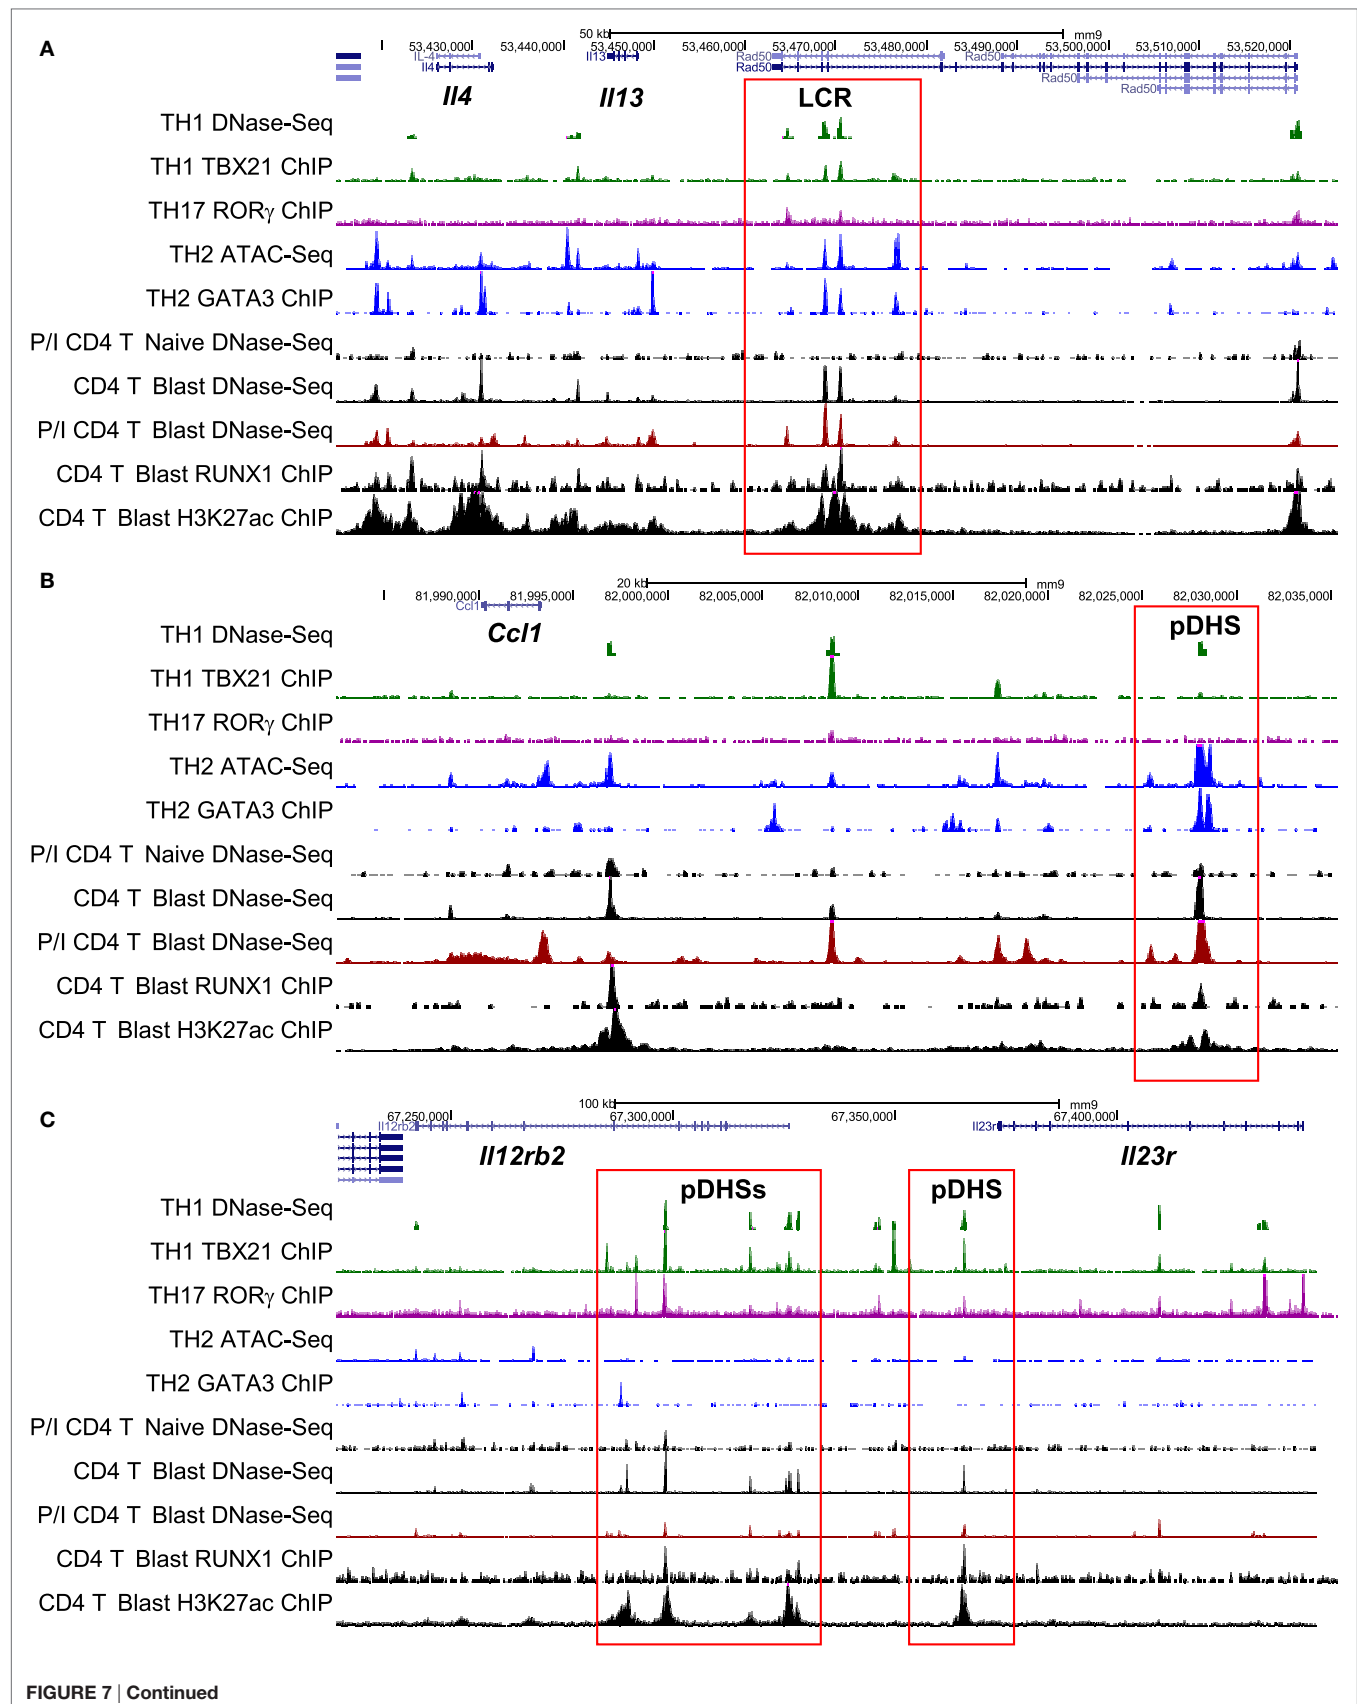 A
50 kb
mm9
53,430,000
53,440,000
53,450,000
53,460,000
53,470,000
53,480,000
53,490,000
53,500,000
53,510,000
53,520,000
IL-4
Il4
Il13
Rad50
Rad50
Rad50
Rad50
Rad50
Il4
Il13
LCR
TH1 DNase-Seq
TH1 TBX21 ChIP
TH17 RORγ ChIP
TH2 ATAC-Seq
TH2 GATA3 ChIP
P/I CD4 T Naive DNase-Seq
CD4 T Blast DNase-Seq
P/I CD4 T Blast DNase-Seq
CD4 T Blast RUNX1 ChIP
CD4 T Blast H3K27ac ChIP
B
20 kb
mm9
81,990,000
81,995,000
82,000,000
82,005,000
82,010,000
82,015,000
82,020,000
82,025,000
82,030,000
82,035,000
Ccl1
Ccl1
pDHS
TH1 DNase-Seq
TH1 TBX21 ChIP
TH17 RORγ ChIP
TH2 ATAC-Seq
TH2 GATA3 ChIP
P/I CD4 T Naive DNase-Seq
CD4 T Blast DNase-Seq
P/I CD4 T Blast DNase-Seq
CD4 T Blast RUNX1 ChIP
CD4 T Blast H3K27ac ChIP
C
100 kb
mm9
67,250,000
67,300,000
67,350,000
67,400,000
Il12rb2
Il23r
Il12rb2
Il23r
pDHSs
pDHS
TH1 DNase-Seq
TH1 TBX21 ChIP
TH17 RORγ ChIP
TH2 ATAC-Seq
TH2 GATA3 ChIP
P/I CD4 T Naive DNase-Seq
CD4 T Blast DNase-Seq
P/I CD4 T Blast DNase-Seq
CD4 T Blast RUNX1 ChIP
CD4 T Blast H3K27ac ChIP
FIGURE 7 | Continued